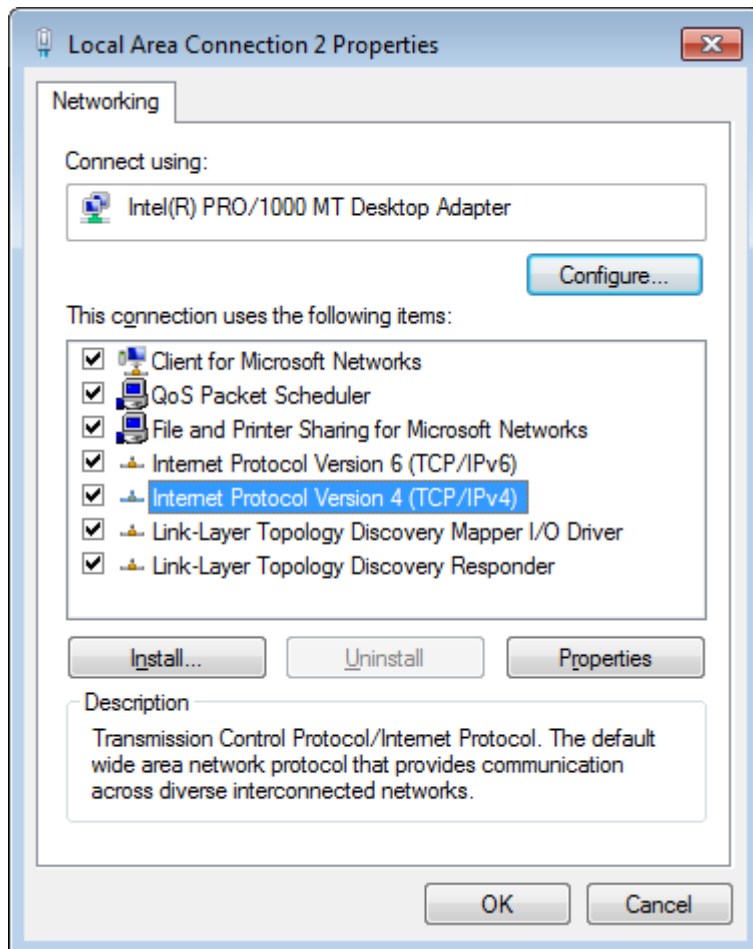 Local Area Connection 2 Properties
Networking
Connect using:
Intel(R) PRO/1000 MT Desktop Adapter
Configure...
This connection uses the following items:
Client for Microsoft Networks
QoS Packet Scheduler
File and Printer Sharing for Microsoft Networks
Internet Protocol Version 6 (TCP/IPv6)
Internet Protocol Version 4 (TCP/IPv4)
Link-Layer Topology Discovery Mapper I/O Driver
Link-Layer Topology Discovery Responder
Install... Uninstall Properties
Description
Transmission Control Protocol/Internet Protocol. The default
wide area network protocol that provides communication
across diverse interconnected networks.
OK Cancel